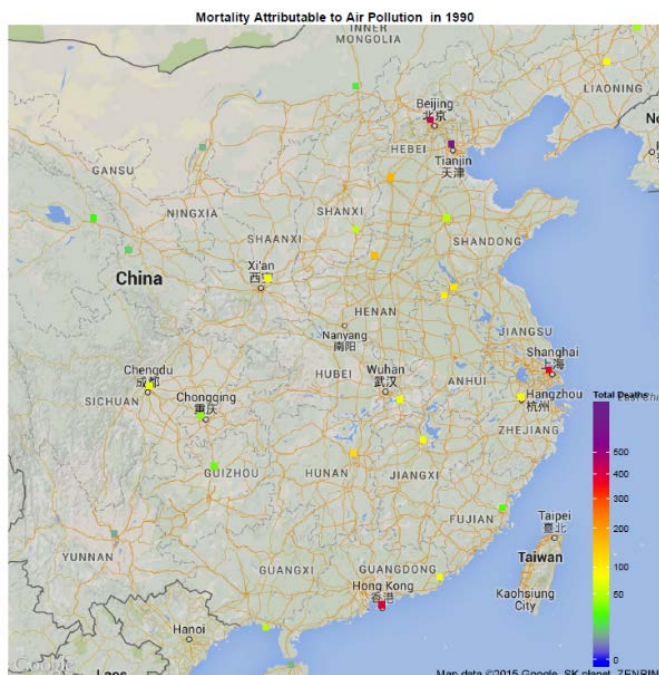 Mortality Attributable to Air Pollution in 1990
INNER
MONGOLIA
LIAONING
Beijing
北京
No
HEBEI
Tianjin
天津
GANSU
NINGXIA
SHANXI
SHANDONG
SHAANXI
Xi'an
China
HENAN
JIANGSU
Nanyang
南阳
Shanghai
上海
HUBEI
Wuhan
武汉
ANHUI
Chengdu
成都
Total Deaths
Hangzhou
杭州
SICHUAN
Chongqing
重庆
ZHEJIANG
500
400
300
200
100
50
0
GUIZHOU
HUNAN
JIANGXI
FUJIAN
Taipei
臺北
YUNNAN
Taiwan
GUANGXI
GUANGDONG
Hong Kong
香港
Kaohsiung
City
Hanoi
Google
Laos
Map data ©2015 Google, SK planet, ZENRIN